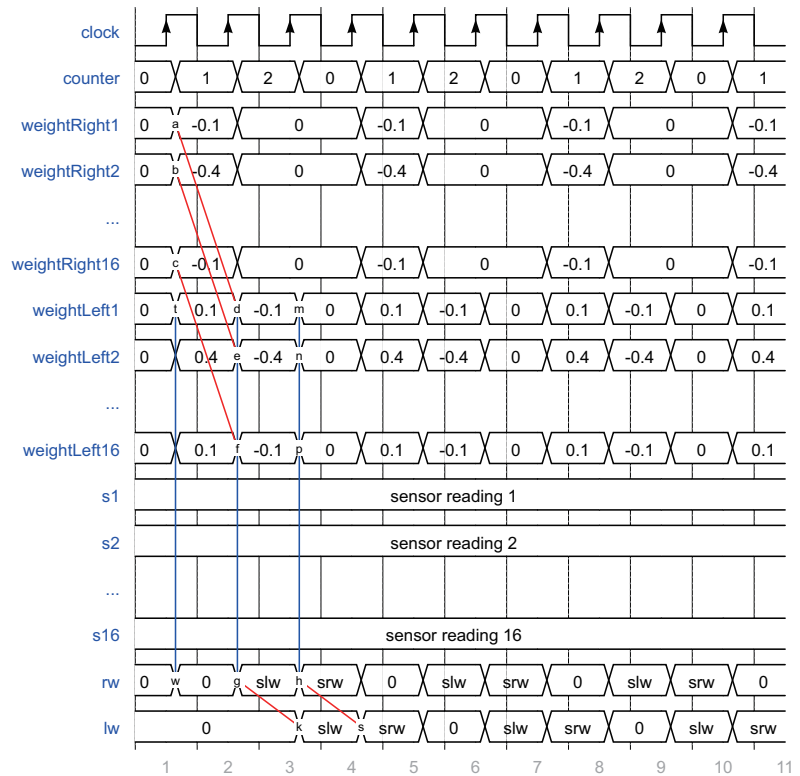 clock
counter 0 1 2 0 1 2 0 1 2 0 1
weightRight1 0 a -0.1 0 -0.1 0 -0.1 0 -0.1
weightRight2 0 b -0.4 0 -0.4 0 -0.4 0 -0.4
...
weightRight16 0 c -0.1 0 -0.1 0 -0.1 0 -0.1
weightLeft1 0 t 0.1 d -0.1 m 0 0.1 -0.1 0 0.1 -0.1 0 0.1
weightLeft2 0 0.4 e -0.4 n 0 0.4 -0.4 0 0.4 -0.4 0 0.4
...
weightLeft16 0 0.1 f -0.1 p 0 0.1 -0.1 0 0.1 -0.1 0 0.1
s1 sensor reading 1
s2 sensor reading 2
...
s16 sensor reading 16
rw 0 w 0 g slw h srw 0 slw srw 0 slw srw 0
lw 0 k slw s srw 0 slw srw 0 slw srw
1 2 3 4 5 6 7 8 9 10 11